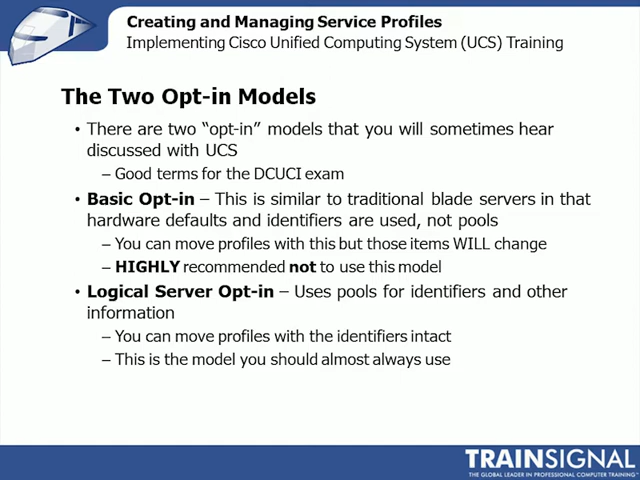 Creating and Managing Service Profiles
Implementing Cisco Unified Computing System (UCS) Training
The Two Opt-in Models
• There are two “opt-in” models that you will sometimes hear
discussed with UCS
– Good terms for the DCUCI exam
• Basic Opt-in – This is similar to traditional blade servers in that
hardware defaults and identifiers are used, not pools
– You can move profiles with this but those items WILL change
– HIGHLY recommended not to use this model
• Logical Server Opt-in – Uses pools for identifiers and other
information
– You can move profiles with the identifiers intact
– This is the model you should almost always use
TRAINSIGNAL
THE GLOBAL LEADER IN PROFESSIONAL COMPUTER TRAINING